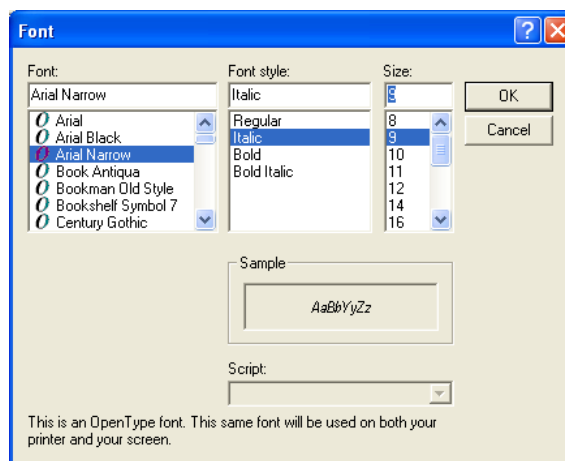 Font
Font:
Arial Narrow
Arial
Arial Black
Arial Narrow
Book Antiqua
Bookman Old Style
Bookshelf Symbol 7
Century Gothic
Font style:
Italic
Regular
Italic
Bold
Bold Italic
Size:
9
8
9
10
11
12
14
16
OK
Cancel
Sample
AaBbYyZz
Script:
This is an OpenType font. This same font will be used on both your
printer and your screen.